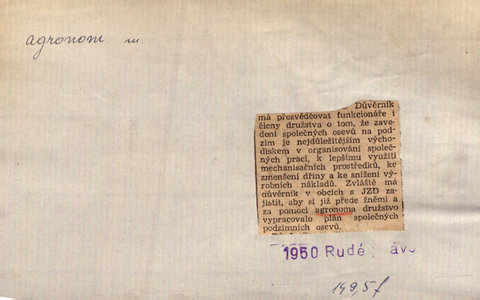 agronom m
Důvěrník
má přesvědčovat funkcionáře i
členy družstva o tom, že zave-
dení společných osevů na pod-
zim je nejdůležitějším výcho-
diskem v organisování společ-
ných prací, k lepšímu využití
mechanisačních prostředků, ke
zmenšení dřiny a ke snížení vý-
robních nákladů. Zvláště má
důvěrník v obcích s JZD za-
jistit, aby si již přede žněmi a
za pomoci agronoma družstvo
vypracovalo plán společných
podzimních osevů.
1950 Rudé